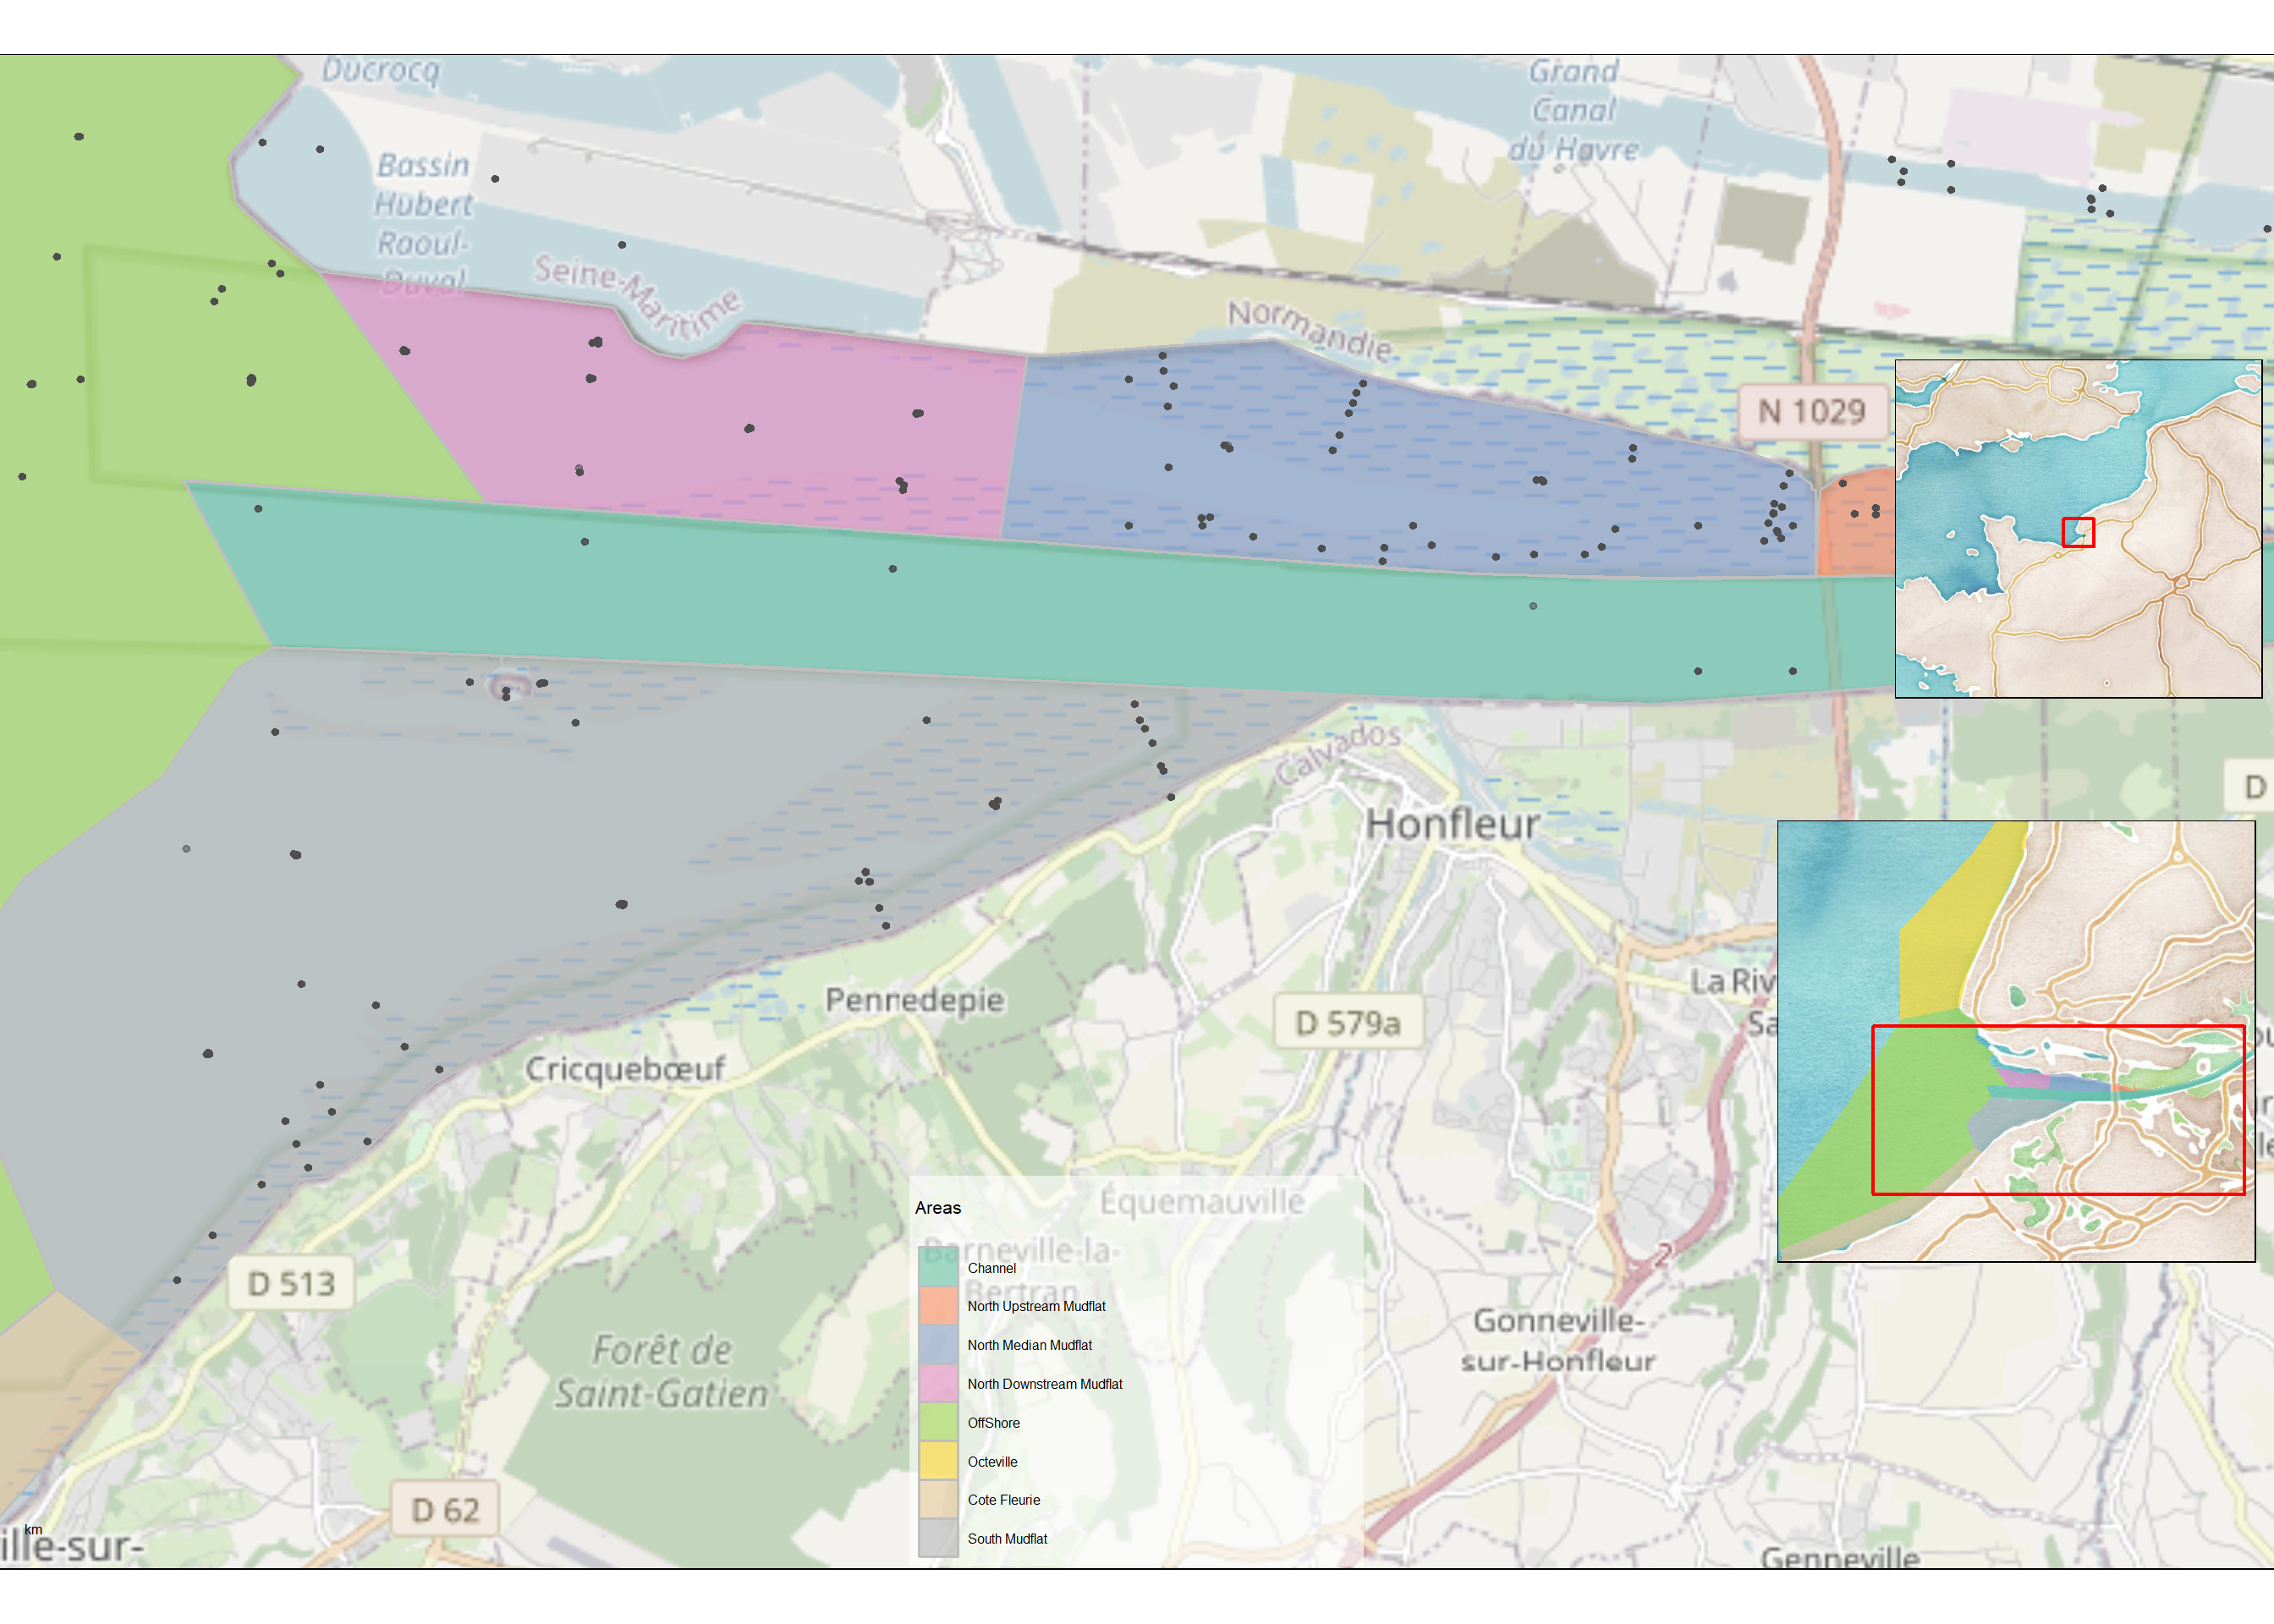 Ducrocq
Grand
Canal
du Havre
Bassin
Hubert
Raoul-
Duval
Seine-Maritime
Normandie
N 1029
Calvados
Honfleur
D
La Riv
Sa
Pennedepie
D 579a
Cricquebœuf
Équemauville
Areas
Barneville-la-
Bertran
Channel
North Upstream Mudflat
North Median Mudflat
North Downstream Mudflat
OffShore
Octeville
Cote Fleurie
South Mudflat
D 513
2
Gonneville-
sur-Honfleur
Forêt de
Saint-Gatien
D 62
km
ille-sur-
Genneville